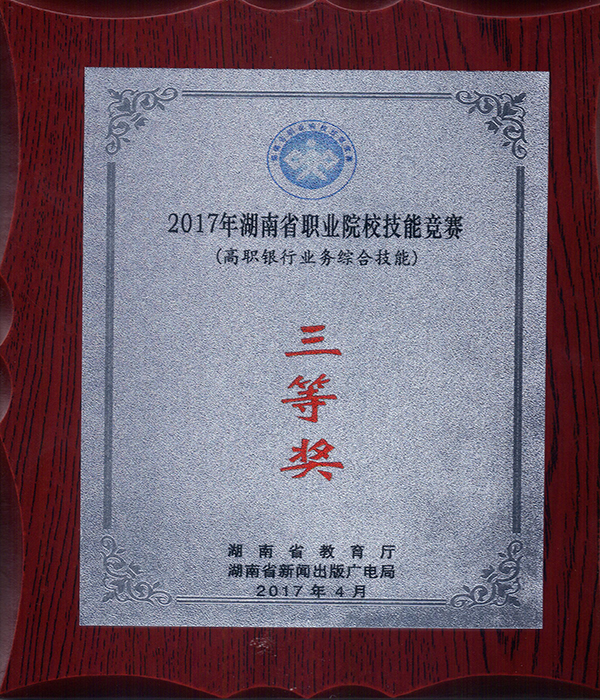 2017年湖南省职业院校技能竞赛
(高职银行业务综合技能)
三
等
奖
湖南省教育厅
湖南省新闻出版广电局
2017年4月